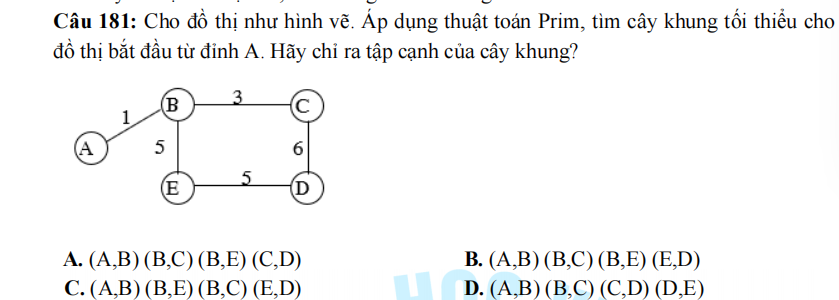 Câu 181: Cho đồ thị như hình vẽ. Áp dụng thuật toán Prim, tìm cây khung tối thiểu cho
đồ thị bắt đầu từ đỉnh A. Hãy chỉ ra tập cạnh của cây khung?
B 3 C
1
A 5 6
E 5 D
A. (A,B) (B,C) (B,E) (C,D) B. (A,B) (B,C) (B,E) (E,D)
C. (A,B) (B,E) (B,C) (E,D) D. (A,B) (B,C) (C,D) (D,E)